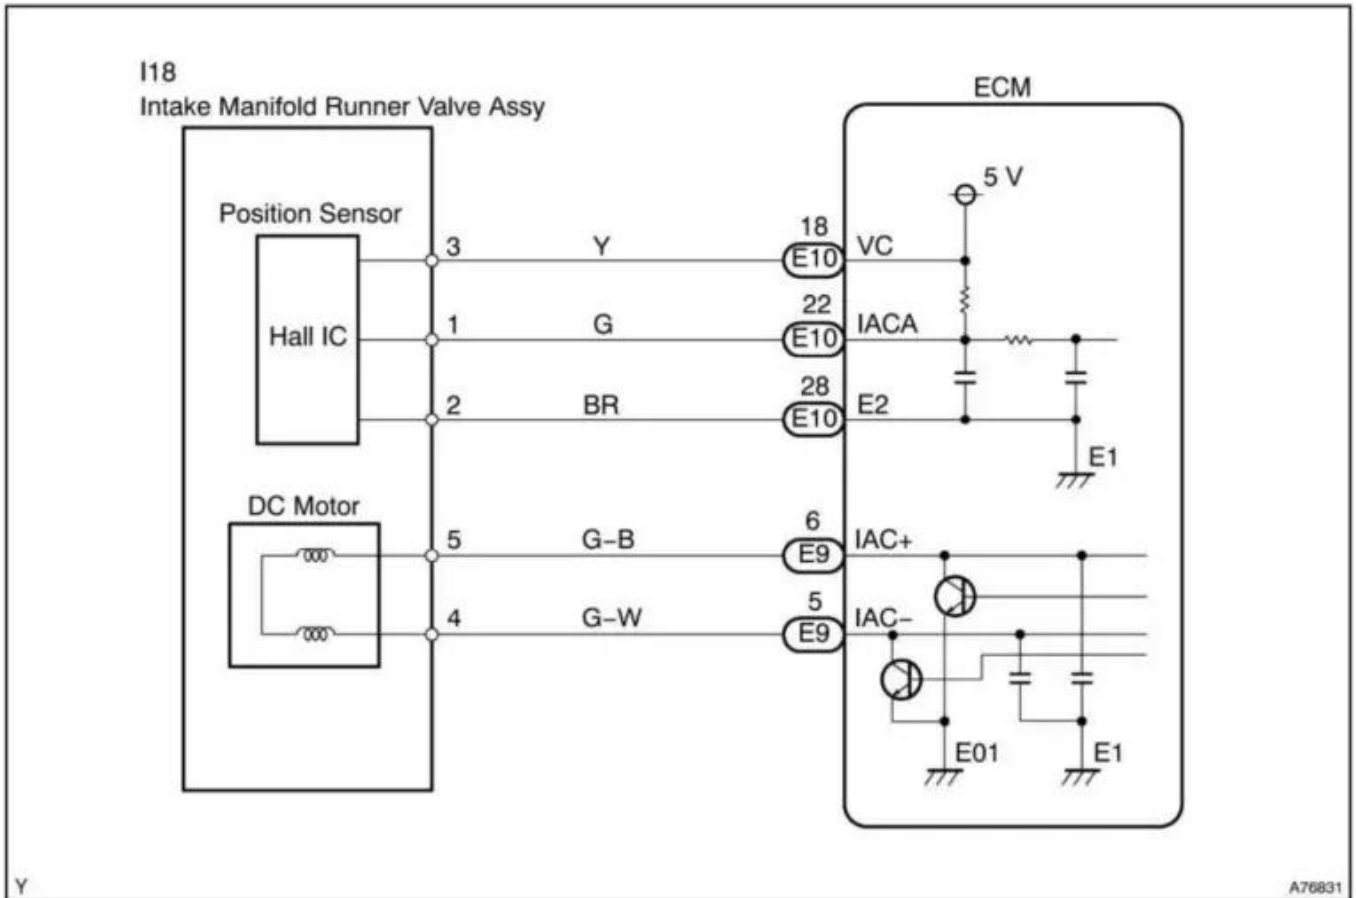 I18
Intake Manifold Runner Valve Assy
ECM
5 V
Position Sensor
Hall IC
3 Y 18 E10 VC
1 G 22 E10 IACA
2 BR 28 E10 E2
E1
DC Motor
5 G-B 6 E9 IAC+
4 G-W 5 E9 IAC-
E01 E1
Y A76831